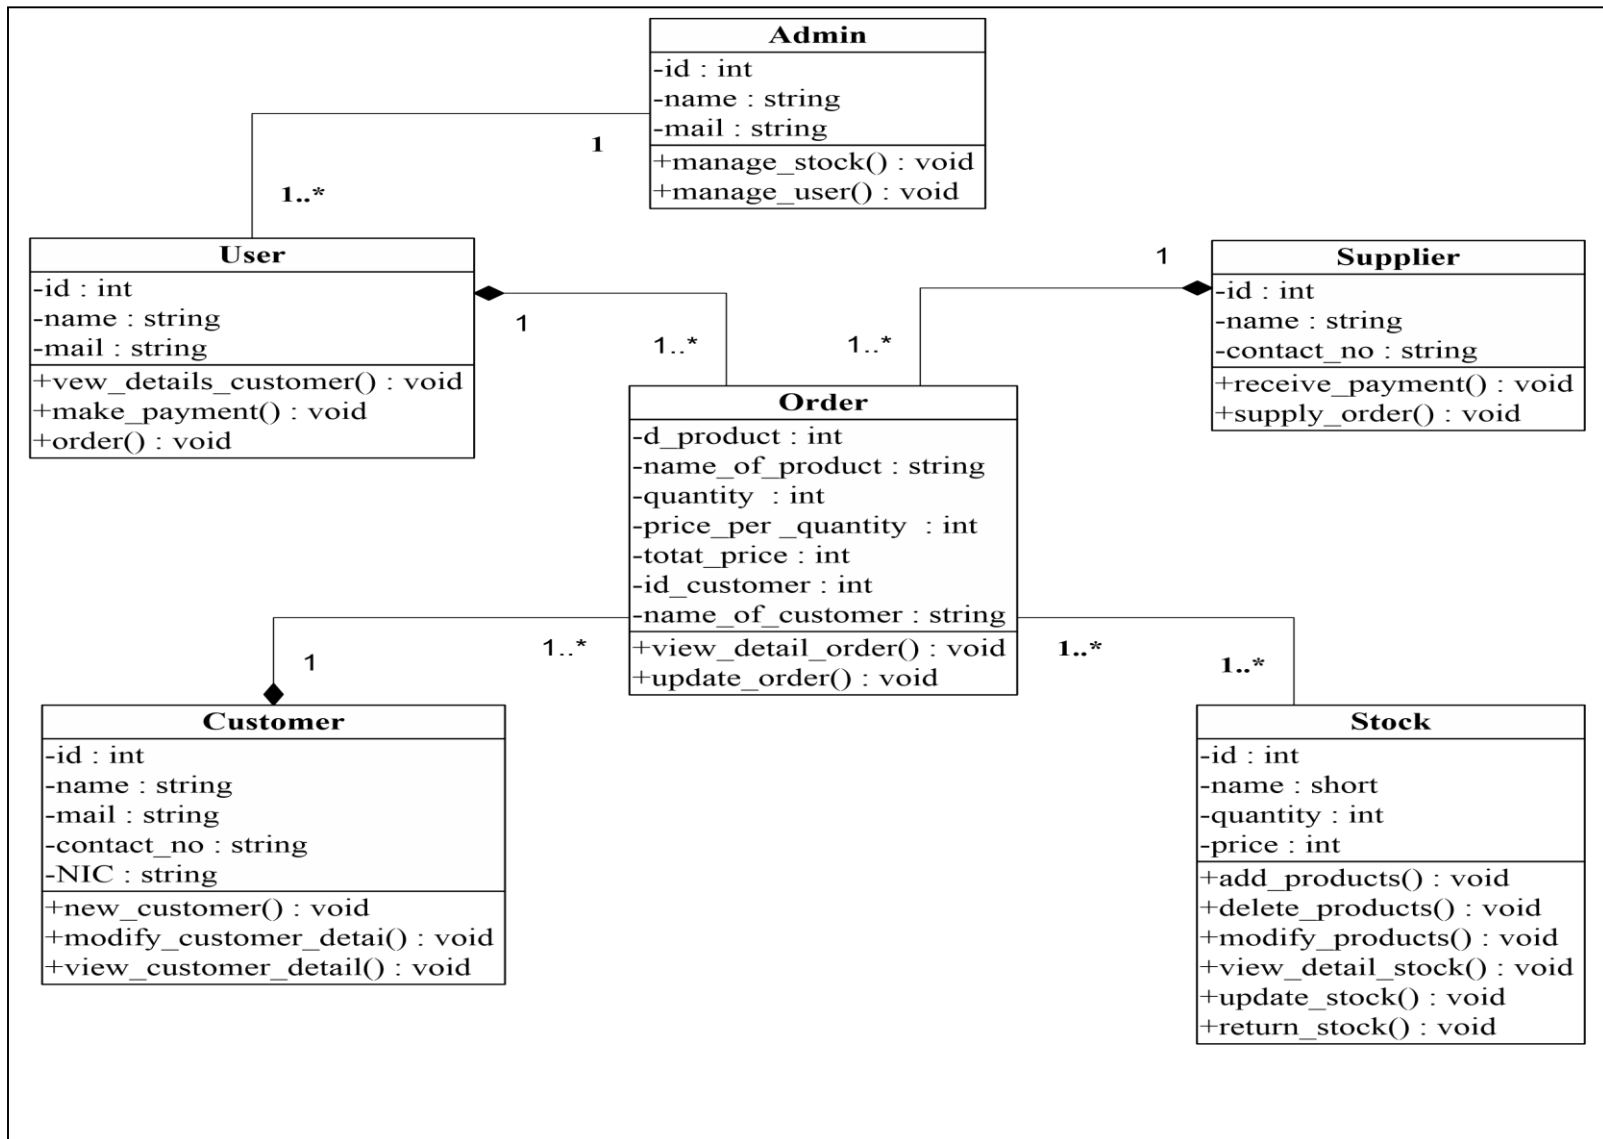 Admin
-id : int
-name : string
-mail : string
+manage_stock() : void
+manage_user() : void
1
1..*
User
-id : int
-name : string
-mail : string
+vew_details_customer() : void
+make_payment() : void
+order() : void
1
1..*
Supplier
-id : int
-name : string
-contact_no : string
+receive_payment() : void
+supply_order() : void
1
1..*
Order
-d_product : int
-name_of_product : string
-quantity : int
-price_per _quantity : int
-totat_price : int
-id_customer : int
-name_of_customer : string
+view_detail_order() : void
+update_order() : void
1..*
1
1..*
1..*
Customer
-id : int
-name : string
-mail : string
-contact_no : string
-NIC : string
+new_customer() : void
+modify_customer_detai() : void
+view_customer_detail() : void
Stock
-id : int
-name : short
-quantity : int
-price : int
+add_products() : void
+delete_products() : void
+modify_products() : void
+view_detail_stock() : void
+update_stock() : void
+return_stock() : void